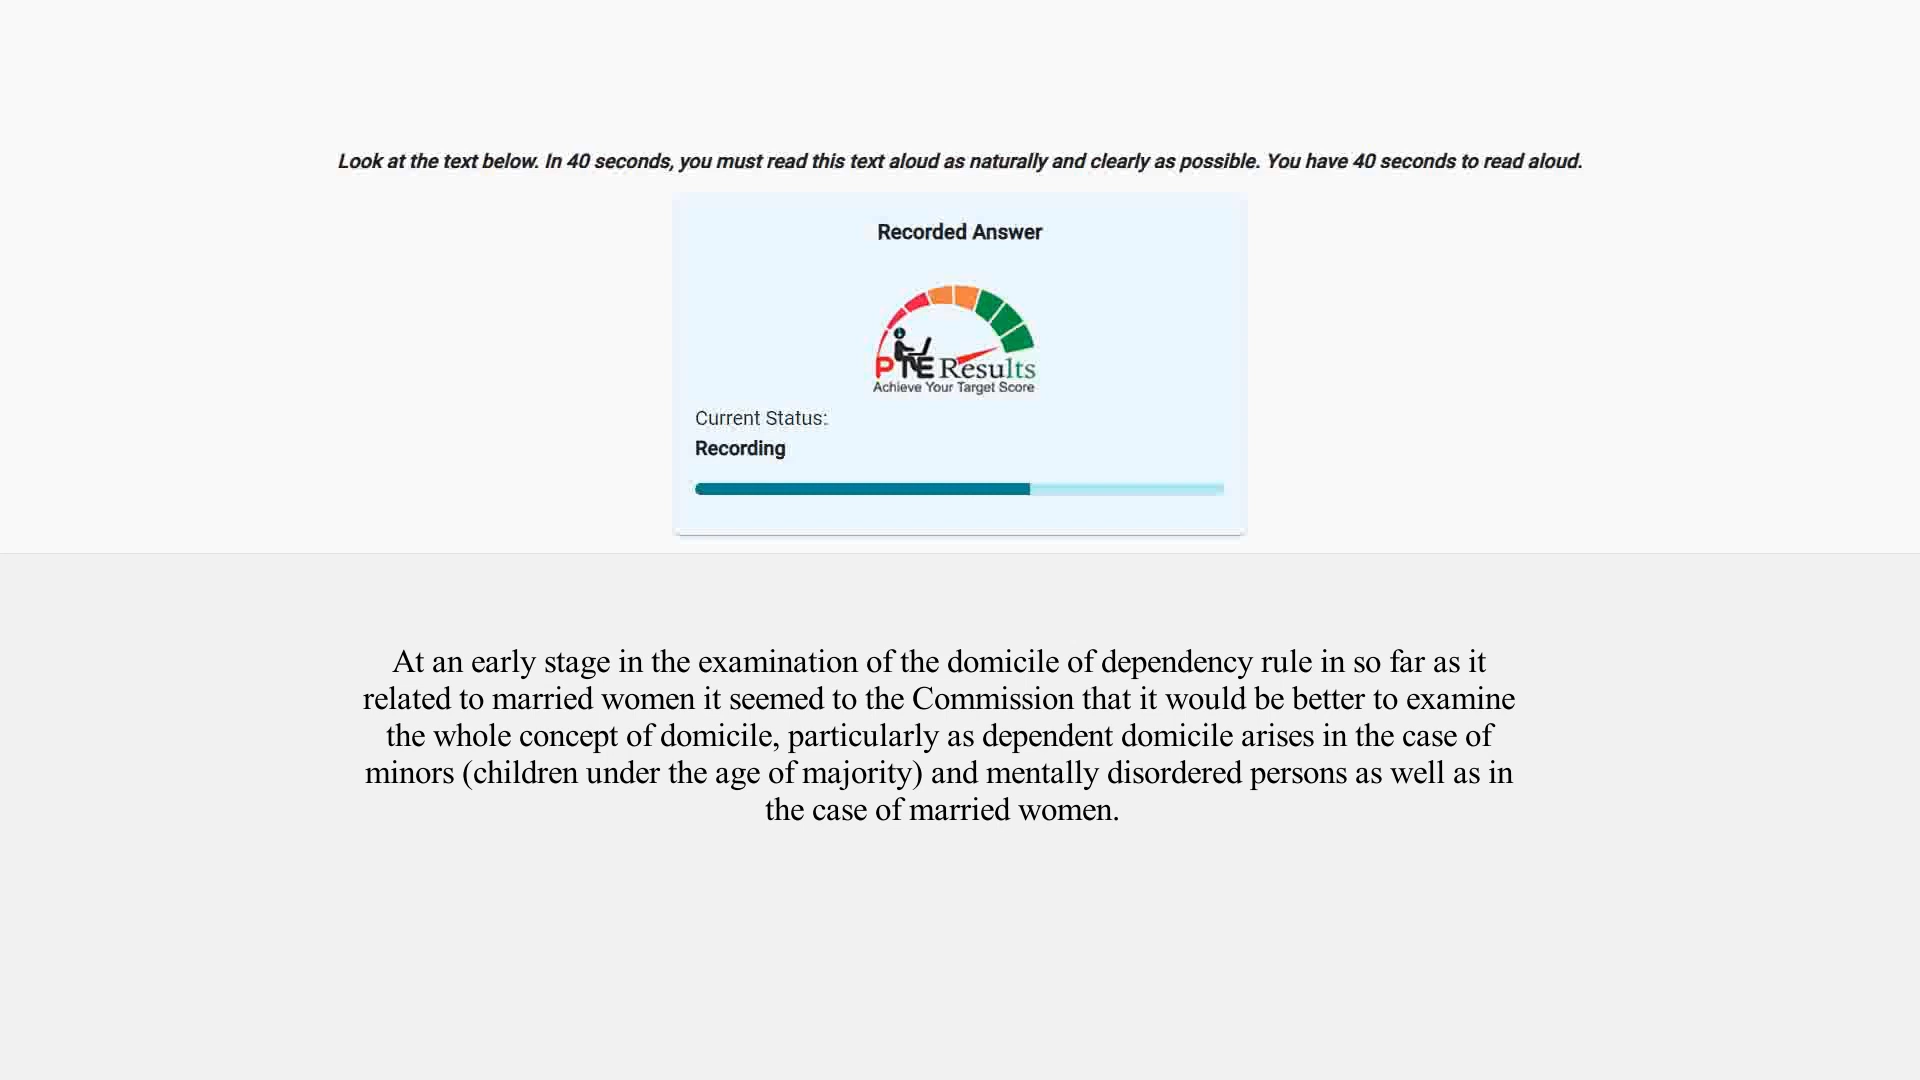 Look at the text below. In 40 seconds, you must read this text aloud as naturally and clearly as possible. You have 40 seconds to read aloud.
Recorded Answer
PTE Results
Achieve Your Target Score
Current Status:
Recording
At an early stage in the examination of the domicile of dependency rule in so far as it
related to married women it seemed to the Commission that it would be better to examine
the whole concept of domicile, particularly as dependent domicile arises in the case of
minors (children under the age of majority) and mentally disordered persons as well as in
the case of married women.